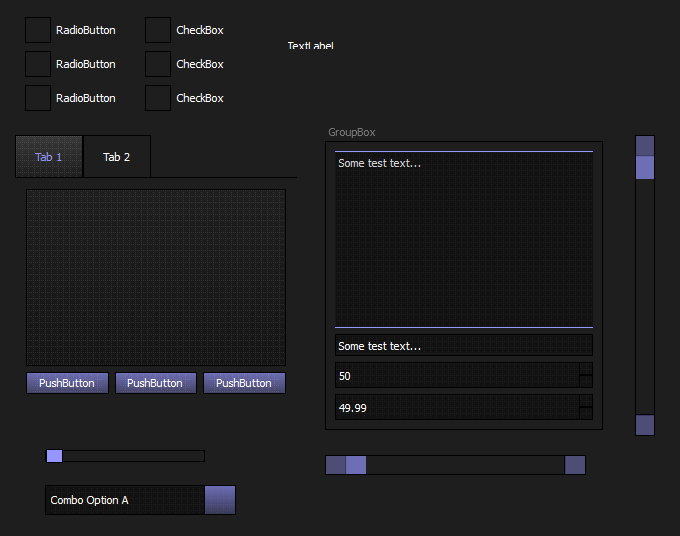 RadioButton CheckBox
TextLabel
RadioButton CheckBox
RadioButton CheckBox
GroupBox
Tab 1 Tab 2
Some test text...
Some test text...
50
PushButton PushButton PushButton
49.99
Combo Option A